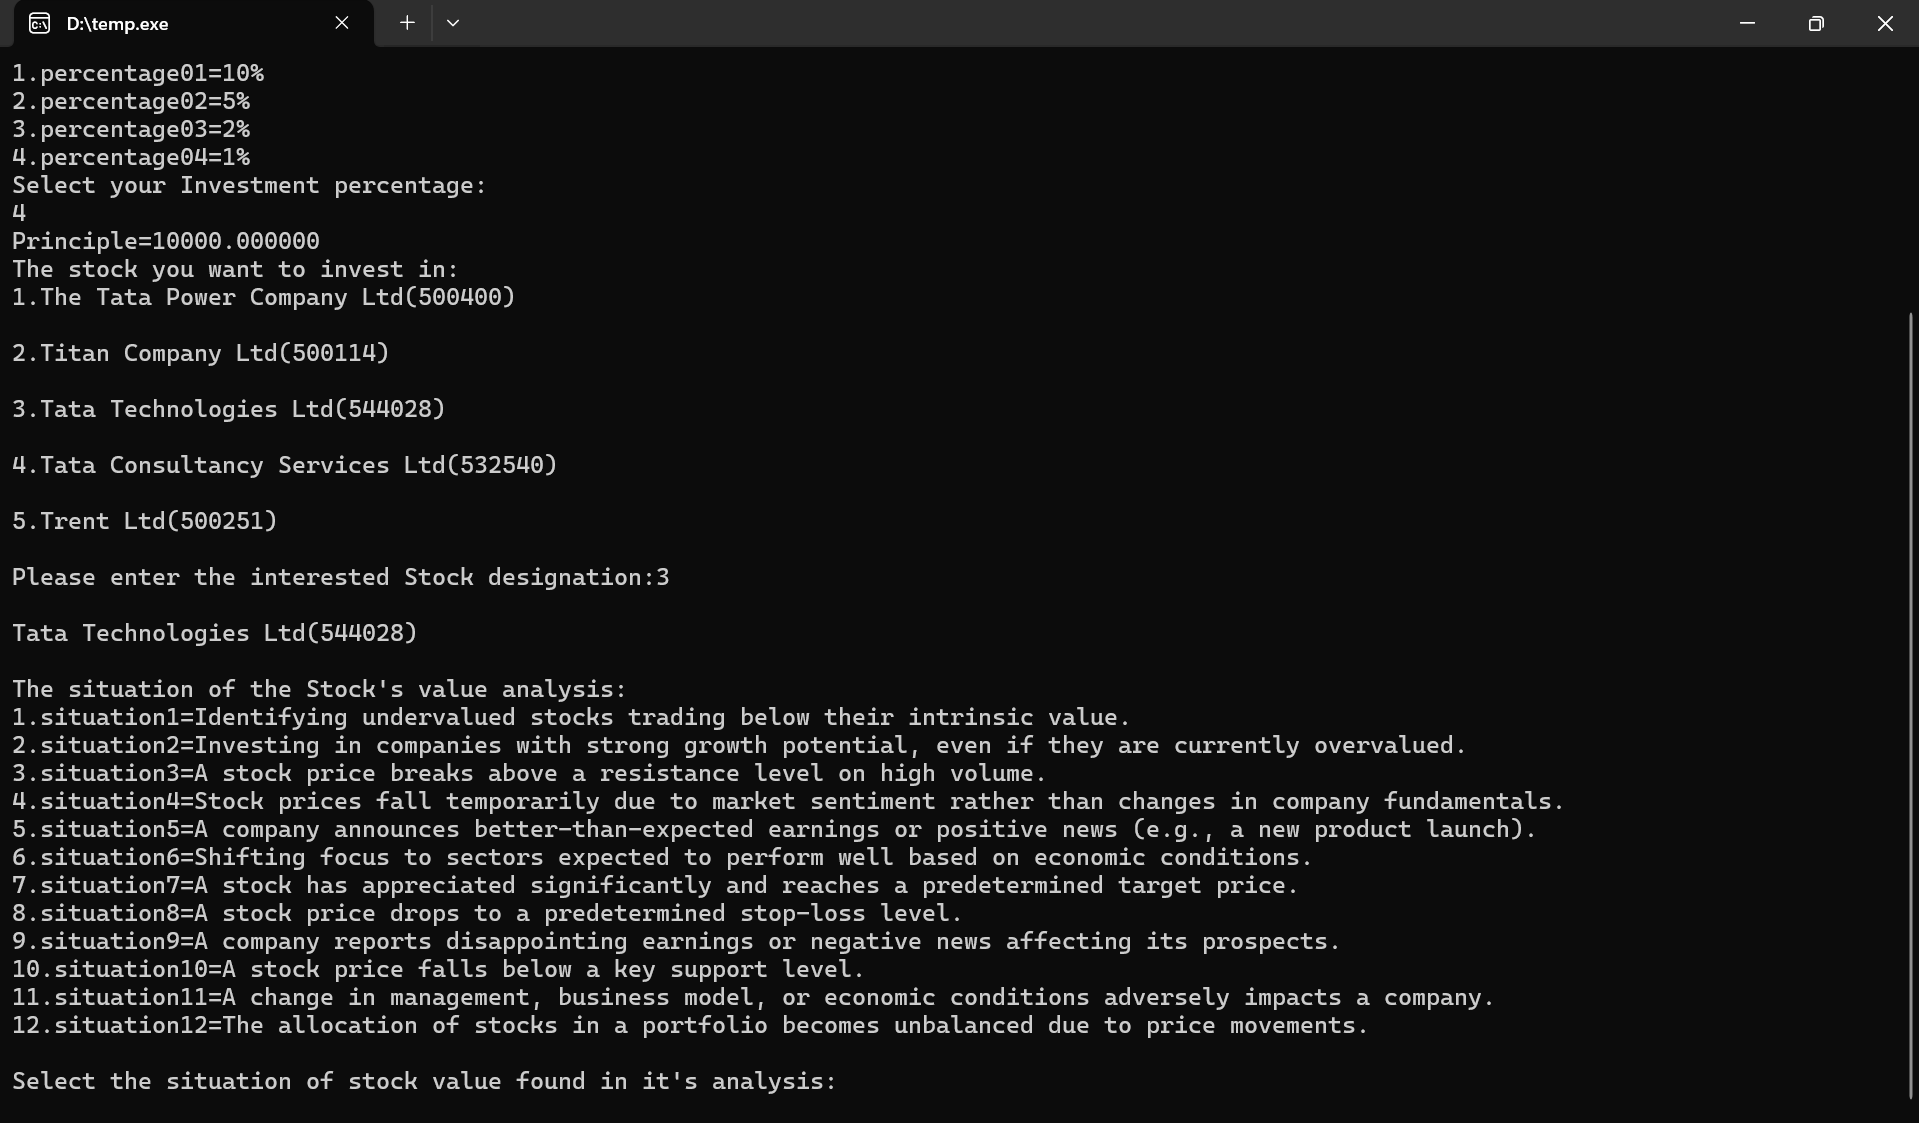 D:\temp.exe
1.percentage01=10%
2.percentage02=5%
3.percentage03=2%
4.percentage04=1%
Select your Investment percentage:
4
Principle=10000.000000
The stock you want to invest in:
1.The Tata Power Company Ltd(500400)
2.Titan Company Ltd(500114)
3.Tata Technologies Ltd(544028)
4.Tata Consultancy Services Ltd(532540)
5.Trent Ltd(500251)
Please enter the interested Stock designation:3
Tata Technologies Ltd(544028)
The situation of the Stock's value analysis:
1.situation1=Identifying undervalued stocks trading below their intrinsic value.
2.situation2=Investing in companies with strong growth potential, even if they are currently overvalued.
3.situation3=A stock price breaks above a resistance level on high volume.
4.situation4=Stock prices fall temporarily due to market sentiment rather than changes in company fundamentals.
5.situation5=A company announces better-than-expected earnings or positive news (e.g., a new product launch).
6.situation6=Shifting focus to sectors expected to perform well based on economic conditions.
7.situation7=A stock has appreciated significantly and reaches a predetermined target price.
8.situation8=A stock price drops to a predetermined stop-loss level.
9.situation9=A company reports disappointing earnings or negative news affecting its prospects.
10.situation10=A stock price falls below a key support level.
11.situation11=A change in management, business model, or economic conditions adversely impacts a company.
12.situation12=The allocation of stocks in a portfolio becomes unbalanced due to price movements.
Select the situation of stock value found in it's analysis: